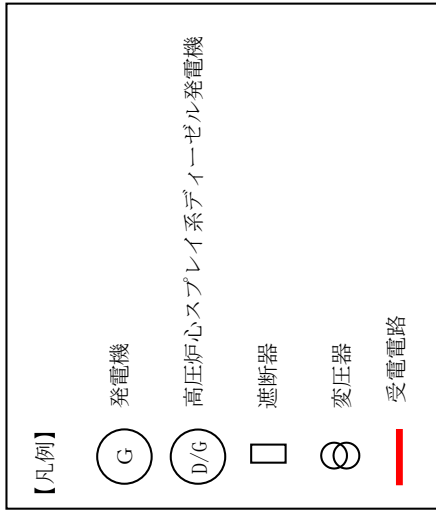 【凡例】
G 発電機
D/G 高圧炉心スプレイ系ディーゼル発電機
遮断器
変圧器
受電電路